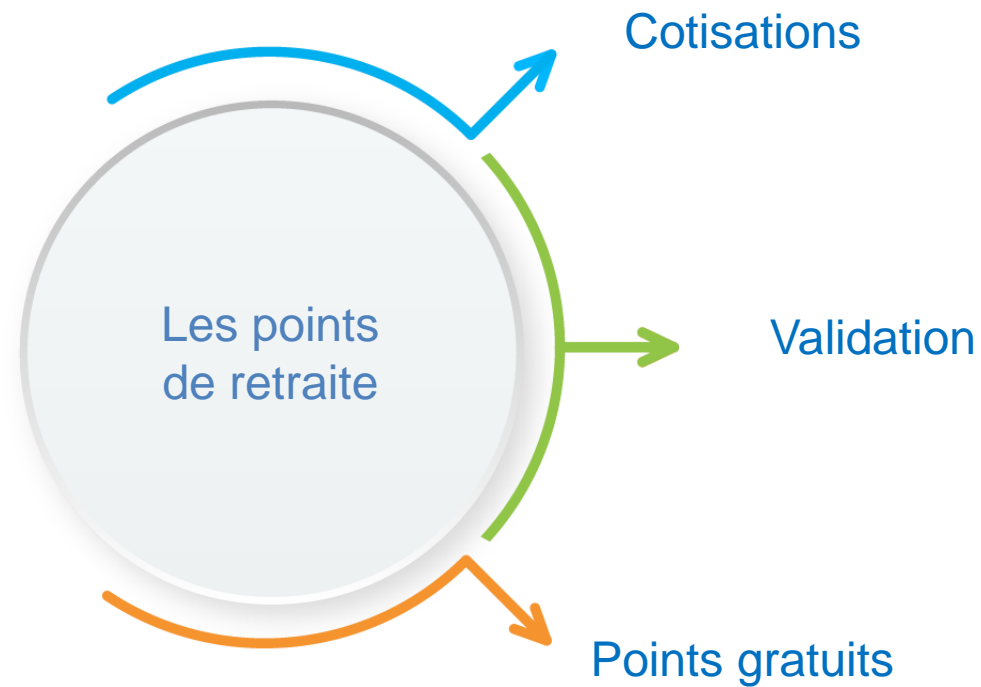 Cotisations
Les points
de retraite
Validation
Points gratuits